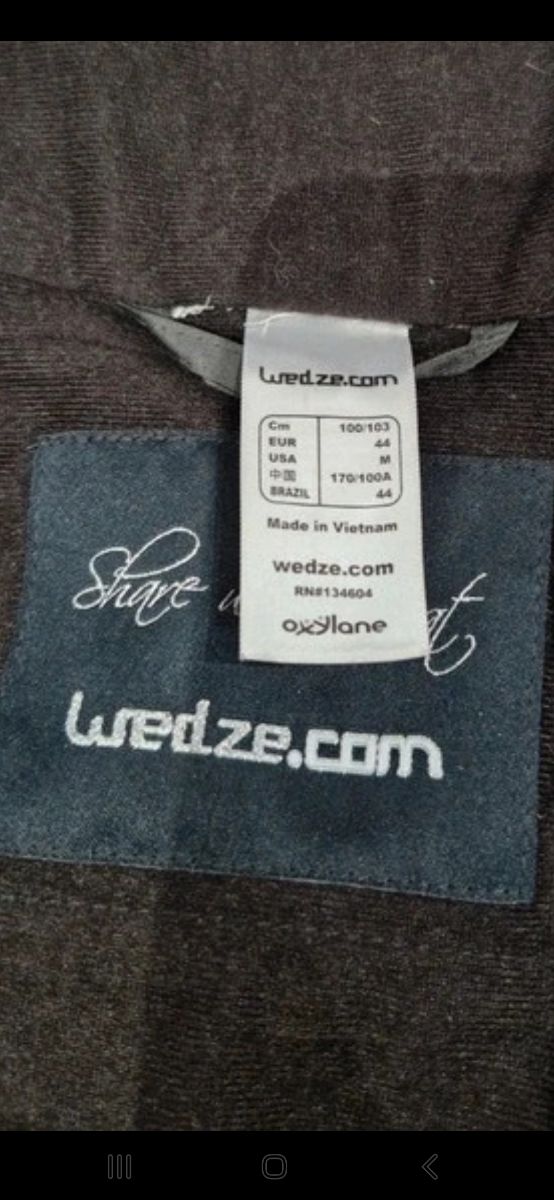 wedze.com
Cm 100/103
EUR 44
USA M
中国 170/100A
BRAZIL 44
Made in Vietnam
wedze.com
RN#134604
oxylane
Share
wedze.com